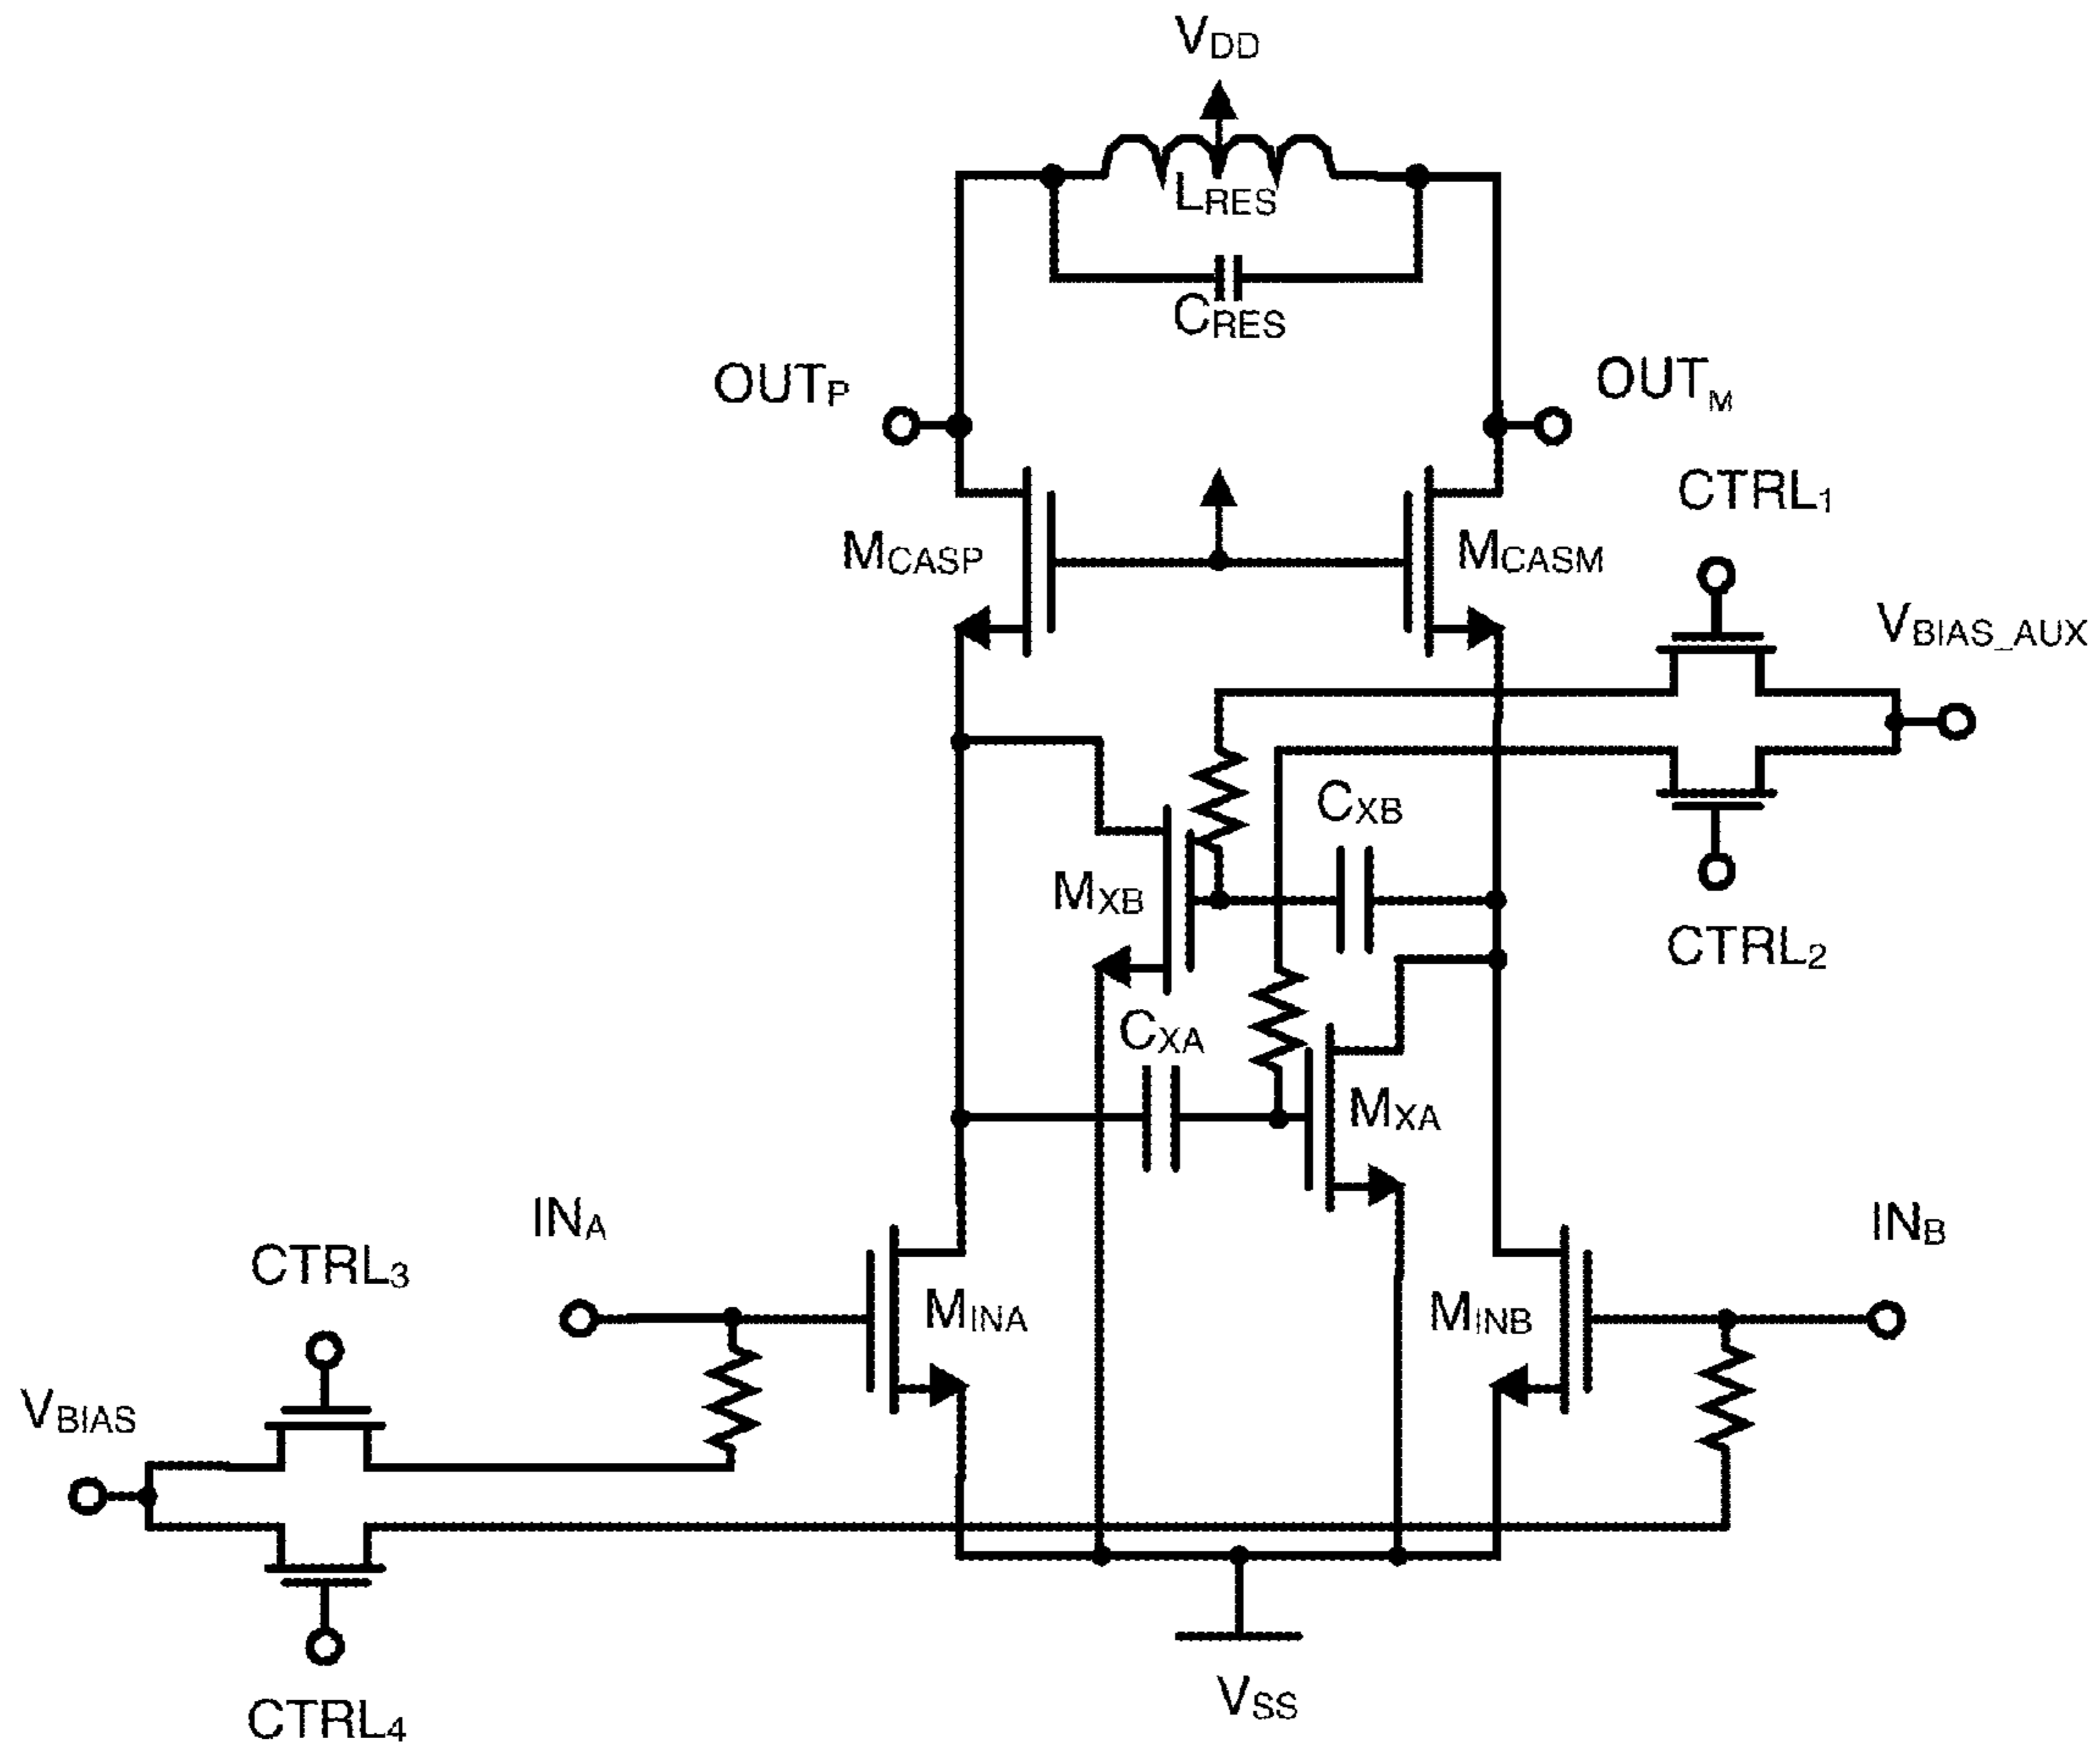 VDD
LRES
CRES
OUTP
OUTM
CTRL1
MCASP
MCASM
VBIAS_AUX
CXB
MXB
CTRL2
CXA
MXA
INA
INB
CTRL3
MINA
MINB
VBIAS
VSS
CTRL4